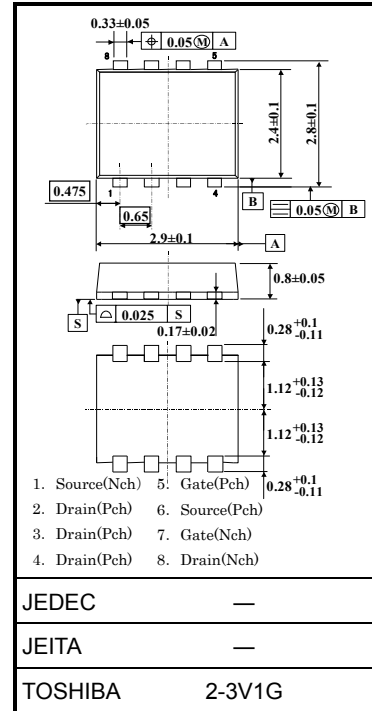 0.33±0.05
⌖ 0.05Ⓜ A
8 5
2.4±0.1
2.8±0.1
0.475
1 4
B
0.65
⌯ 0.05Ⓜ B
2.9±0.1
A
0.8±0.05
S
⌓ 0.025 S
0.17±0.02
0.28 +0.1 -0.11
1.12 +0.13 -0.12
1.12 +0.13 -0.12
0.28 +0.1 -0.11
1. Source(Nch) 5. Gate(Pch)
2. Drain(Pch) 6. Source(Pch)
3. Drain(Pch) 7. Gate(Nch)
4. Drain(Pch) 8. Drain(Nch)
JEDEC —
JEITA —
TOSHIBA 2-3V1G